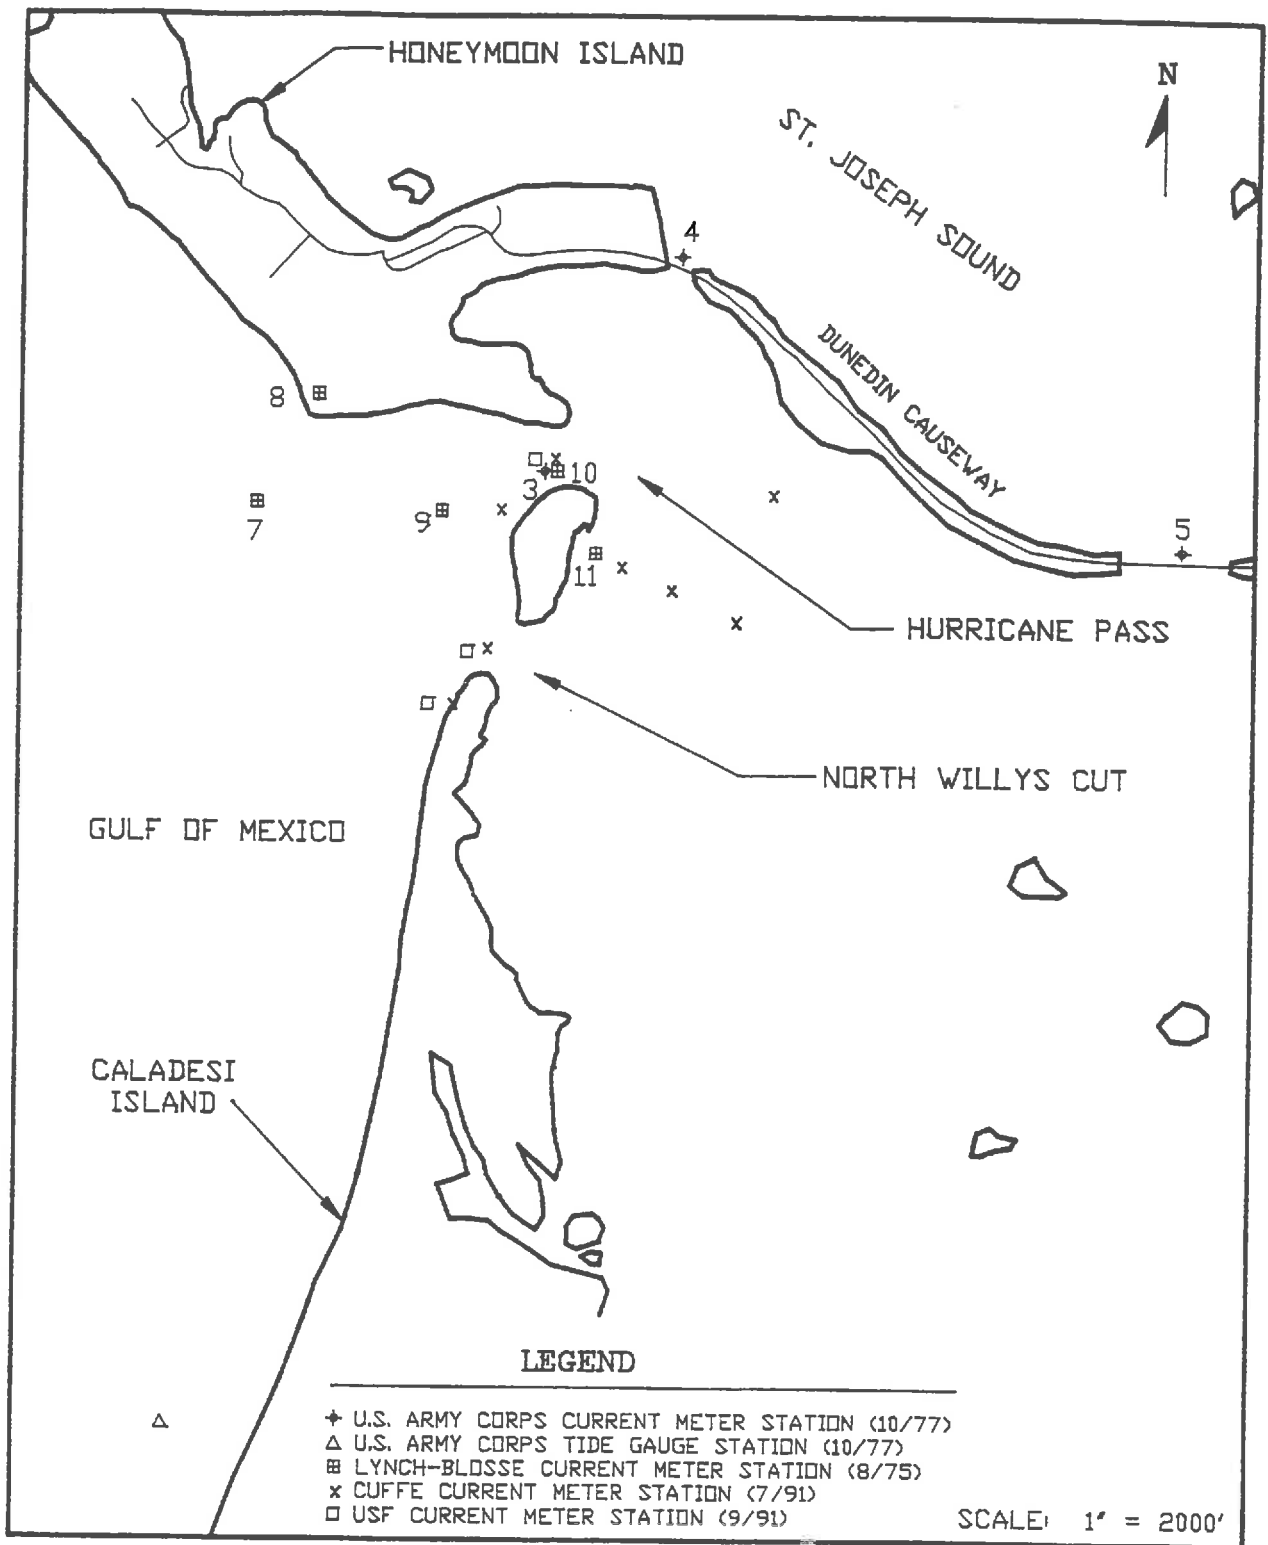 HONEYMOON ISLAND
N
ST. JOSEPH SOUND
4
DUNEDIN CAUSEWAY
8
10
3
7
9
11
5
HURRICANE PASS
NORTH WILLYS CUT
GULF OF MEXICO
CALADESI
ISLAND
LEGEND
U.S. ARMY CORPS CURRENT METER STATION (10/77)
U.S. ARMY CORPS TIDE GAUGE STATION (10/77)
LYNCH-BLOSSE CURRENT METER STATION (8/75)
x CUFFE CURRENT METER STATION (7/91)
USF CURRENT METER STATION (9/91)
SCALE: 1" = 2000'